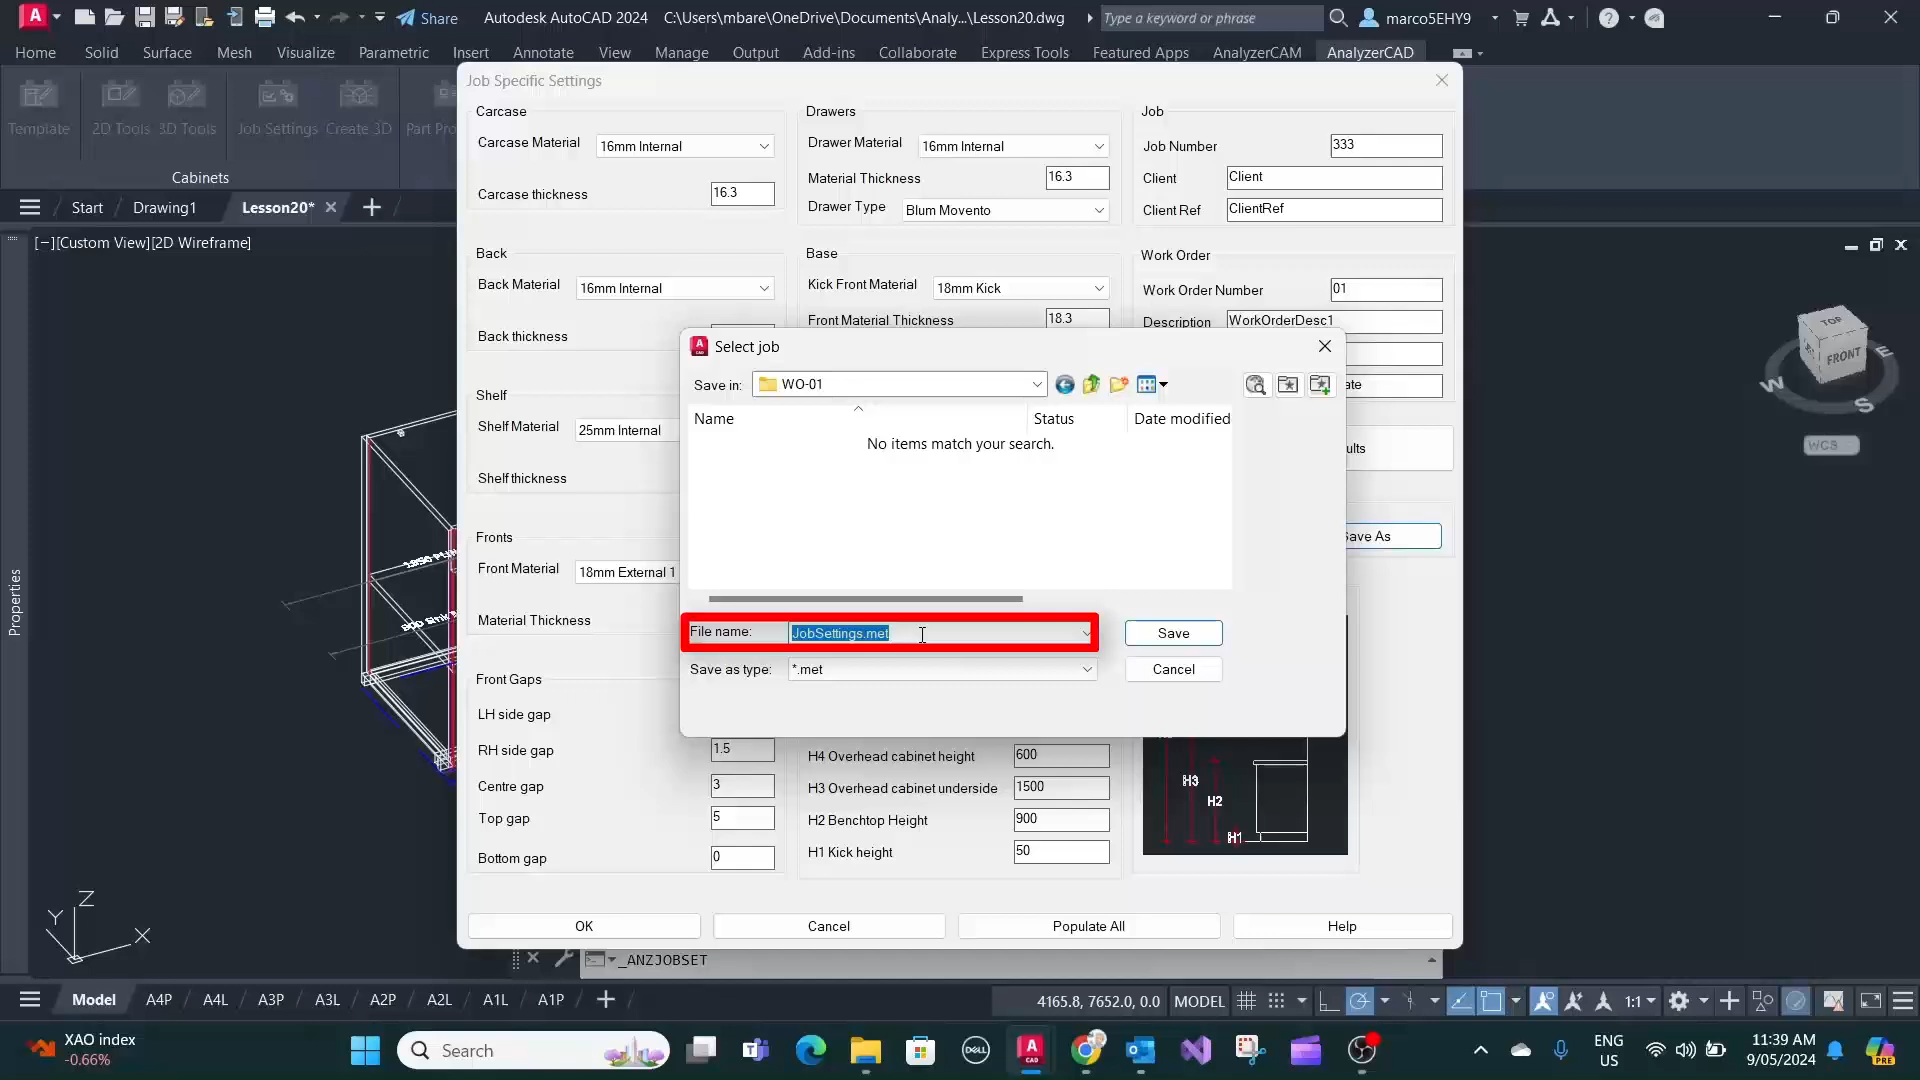 Share
Autodesk AutoCAD 2024 C:\Users\mbare\OneDrive\Documents\Analy...\Lesson20.dwg
Type a keyword or phrase
marco5EHY9
Home Solid Surface Mesh Visualize Parametric Insert Annotate View Manage Output Add-ins Collaborate Express Tools Featured Apps AnalyzerCAM AnalyzerCAD
Template 2D Tools 3D Tools Job Settings Create 3D Part Pro
Cabinets
Start Drawing1 Lesson20*
[−][Custom View][2D Wireframe]
Properties
Job Specific Settings
Carcase
Carcase Material 16mm Internal
Carcase thickness 16.3
Back
Back Material 16mm Internal
Back thickness
Shelf
Shelf Material 25mm Internal
Shelf thickness
Fronts
Front Material 18mm External 1
Material Thickness
Front Gaps
LH side gap
RH side gap 1.5
Centre gap 3
Top gap 5
Bottom gap 0
Drawers
Drawer Material 16mm Internal
Material Thickness 16.3
Drawer Type Blum Movento
Base
Kick Front Material 18mm Kick
Front Material Thickness 18.3
H4 Overhead cabinet height 600
H3 Overhead cabinet underside 1500
H2 Benchtop Height 900
H1 Kick height 50
Job
Job Number 333
Client Client
Client Ref ClientRef
Work Order
Work Order Number 01
Description WorkOrderDesc1
ate
ults
Save As
H3
H2
H1
Select job
Save in: WO-01
Name Status Date modified
No items match your search.
File name: JobSettings.met Save
Save as type: *.met Cancel
OK Cancel Populate All Help
_ANZJOBSET
TOP
FRONT
W S E
WCS
Z
Y
X
Model A4P A4L A3P A3L A2P A2L A1L A1P
4165.8, 7652.0, 0.0 MODEL 1:1
XAO index
-0.66%
Search
DELL
A
CAD
ENG
US
11:39 AM
9/05/2024
PRE